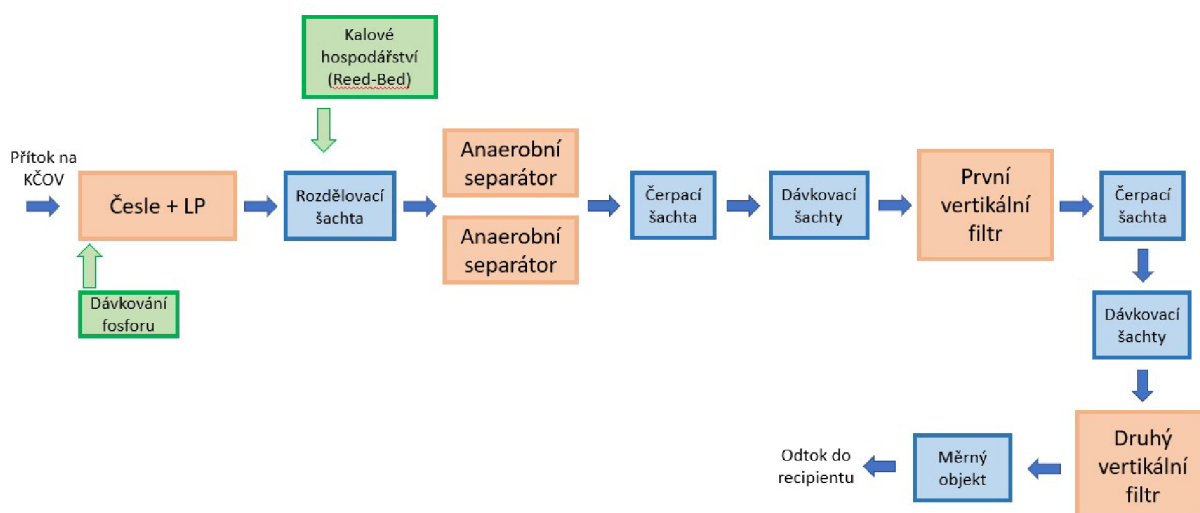 Kalové
hospodářství
(Reed-Bed)
Přítok na
KČOV
Česle + LP
Rozdělovací
šachta
Anaerobní
separátor
Anaerobní
separátor
Čerpací
šachta
Dávkovací
šachty
První
vertikální
filtr
Čerpací
šachta
Dávkování
fosforu
Dávkovací
šachty
Druhý
vertikální
filtr
Měrný
objekt
Odtok do
recipientu